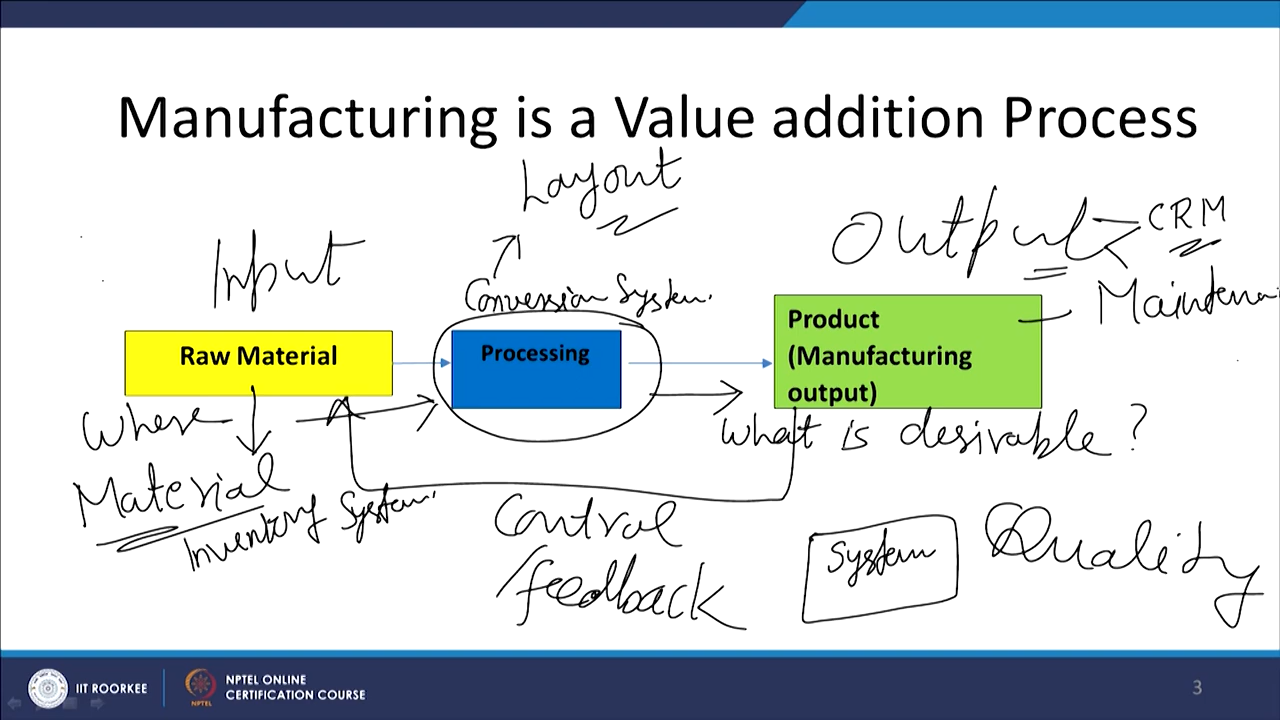 Manufacturing is a Value addition Process
Layout
Input
Output
CRM
Conversion System.
Raw Material
Processing
Product
(Manufacturing
output)
Where
What is desirable?
Material
Inventory System.
Control
/feedback
System
Quality
IIT ROORKEE
NPTEL
NPTEL ONLINE
CERTIFICATION COURSE
3